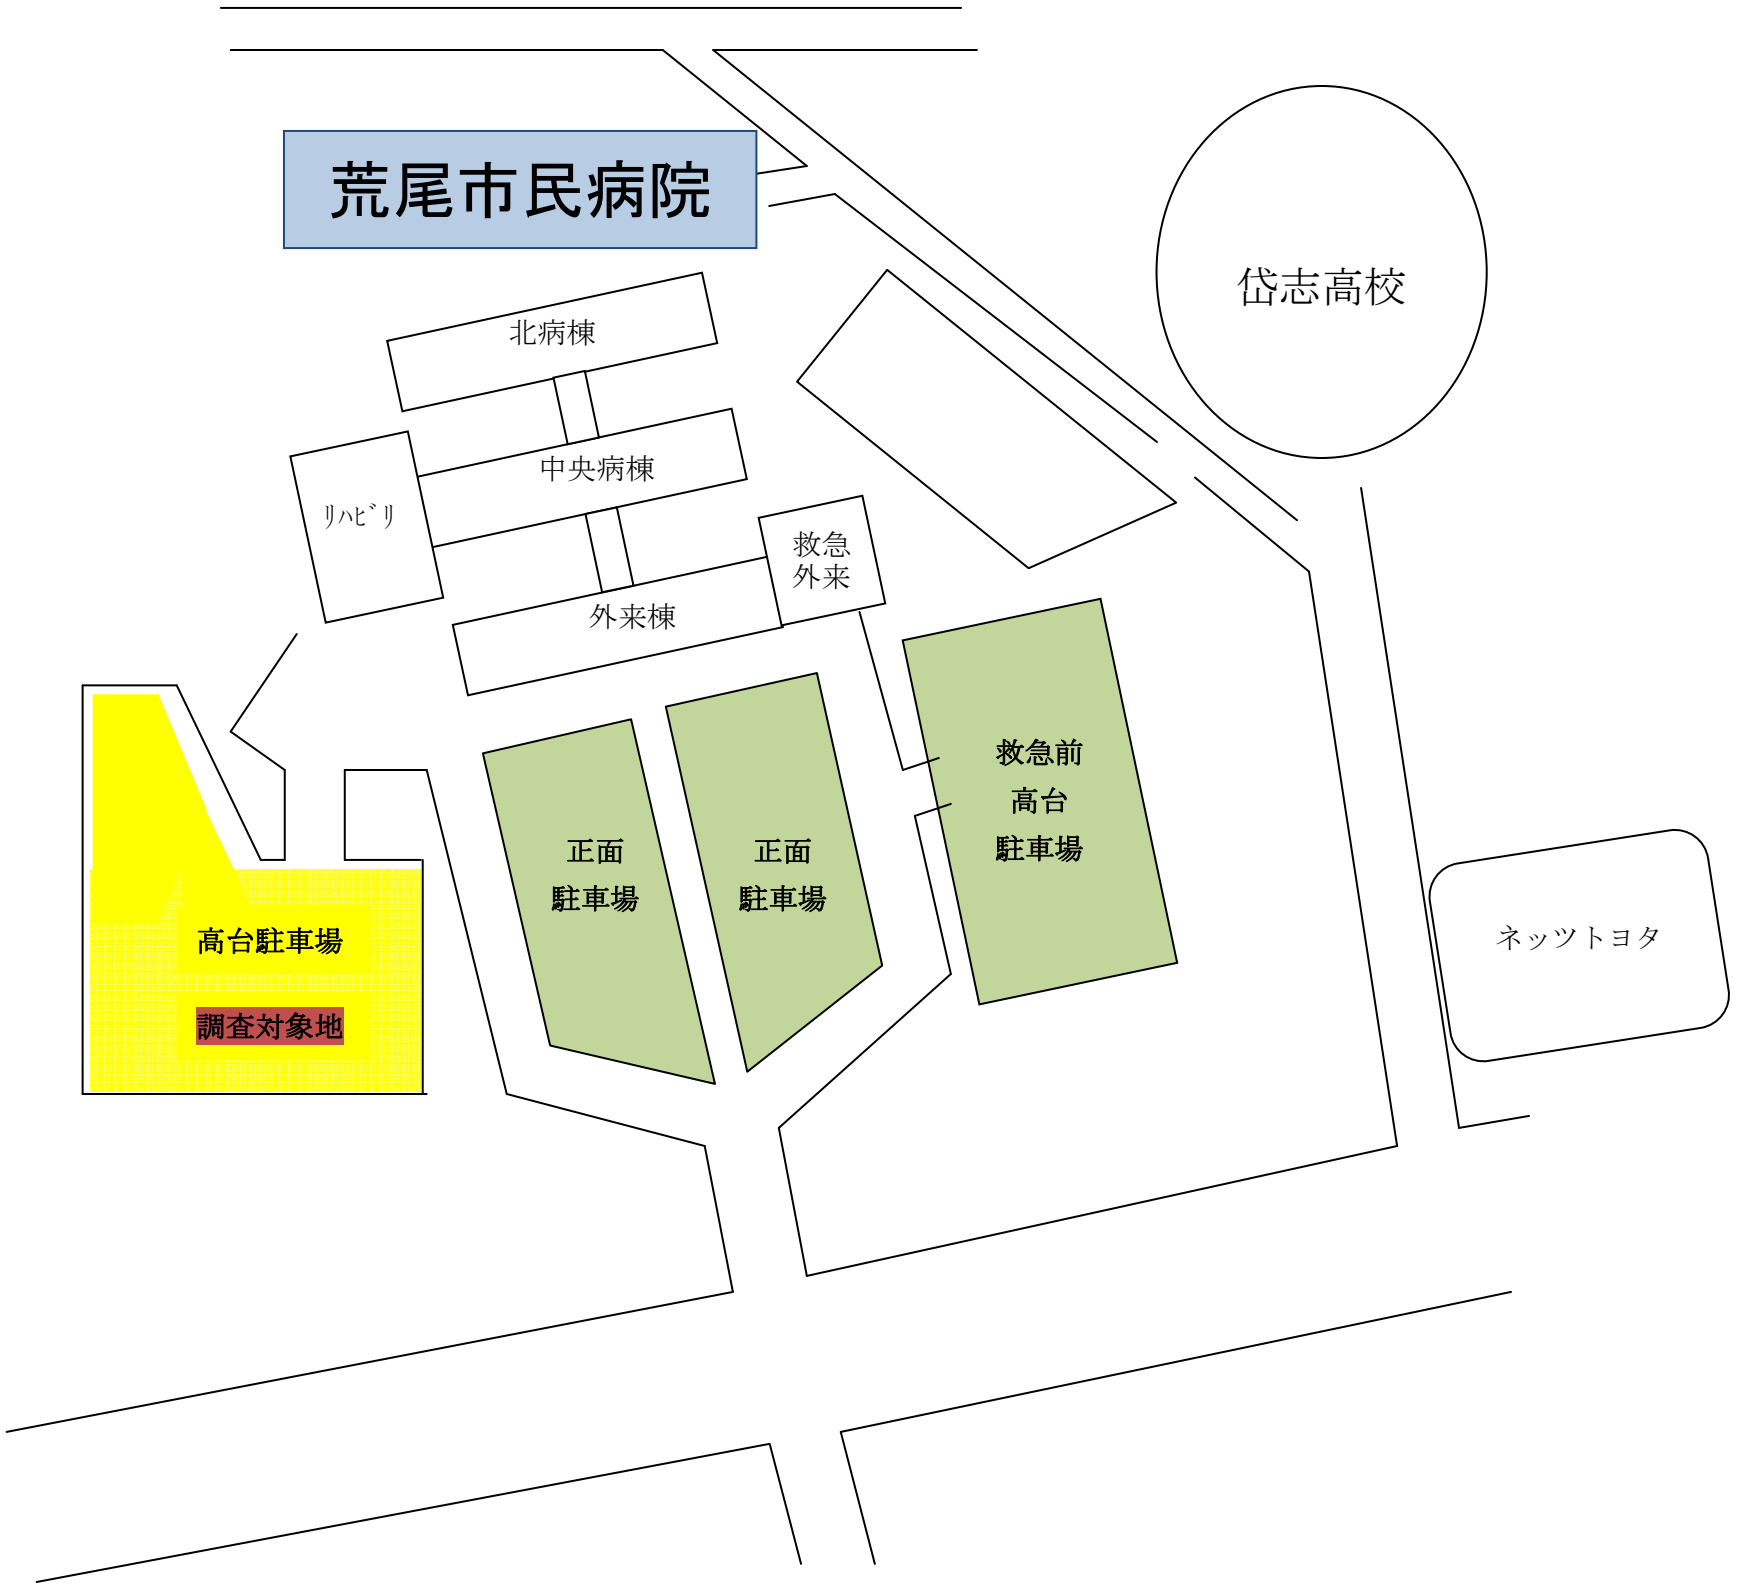 荒尾市民病院
岱志高校
北病棟
中央病棟
ﾘﾊﾋﾞﾘ
救急
外来
外来棟
救急前
高台
駐車場
正面
駐車場
正面
駐車場
高台駐車場
調査対象地
ネッツトヨタ